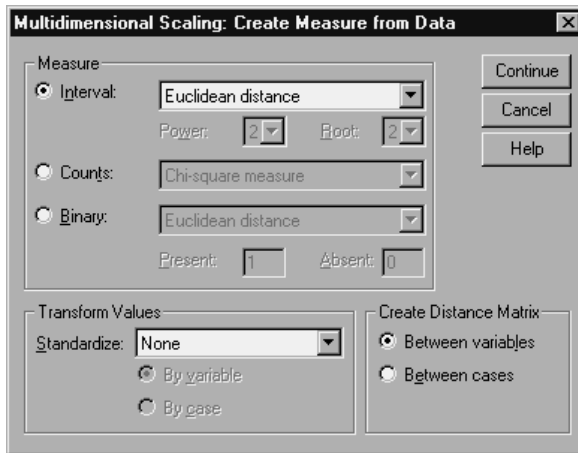 Multidimensional Scaling: Create Measure from Data
Measure
Interval: Euclidean distance
Power: 2 Root: 2
Counts: Chi-square measure
Binary: Euclidean distance
Present: 1 Absent: 0
Continue
Cancel
Help
Transform Values
Standardize: None
By variable
By case
Create Distance Matrix
Between variables
Between cases